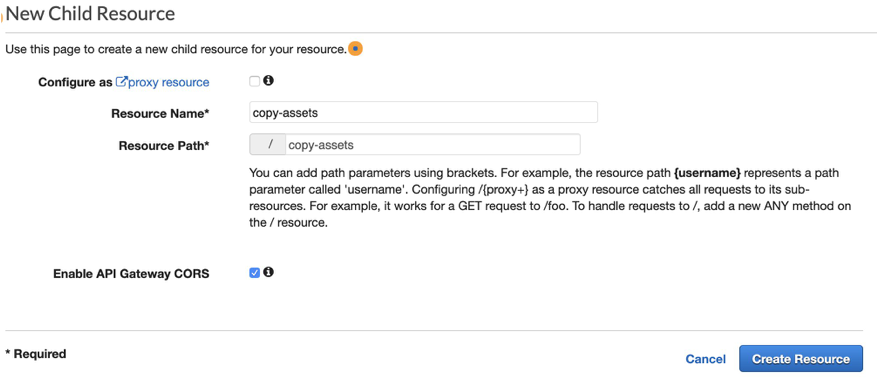 New Child Resource
Use this page to create a new child resource for your resource.
Configure as proxy resource
Resource Name* copy-assets
Resource Path* / copy-assets
You can add path parameters using brackets. For example, the resource path {username} represents a path
parameter called 'username'. Configuring /{proxy+} as a proxy resource catches all requests to its sub-
resources. For example, it works for a GET request to /foo. To handle requests to /, add a new ANY method on
the / resource.
Enable API Gateway CORS
* Required
Cancel Create Resource